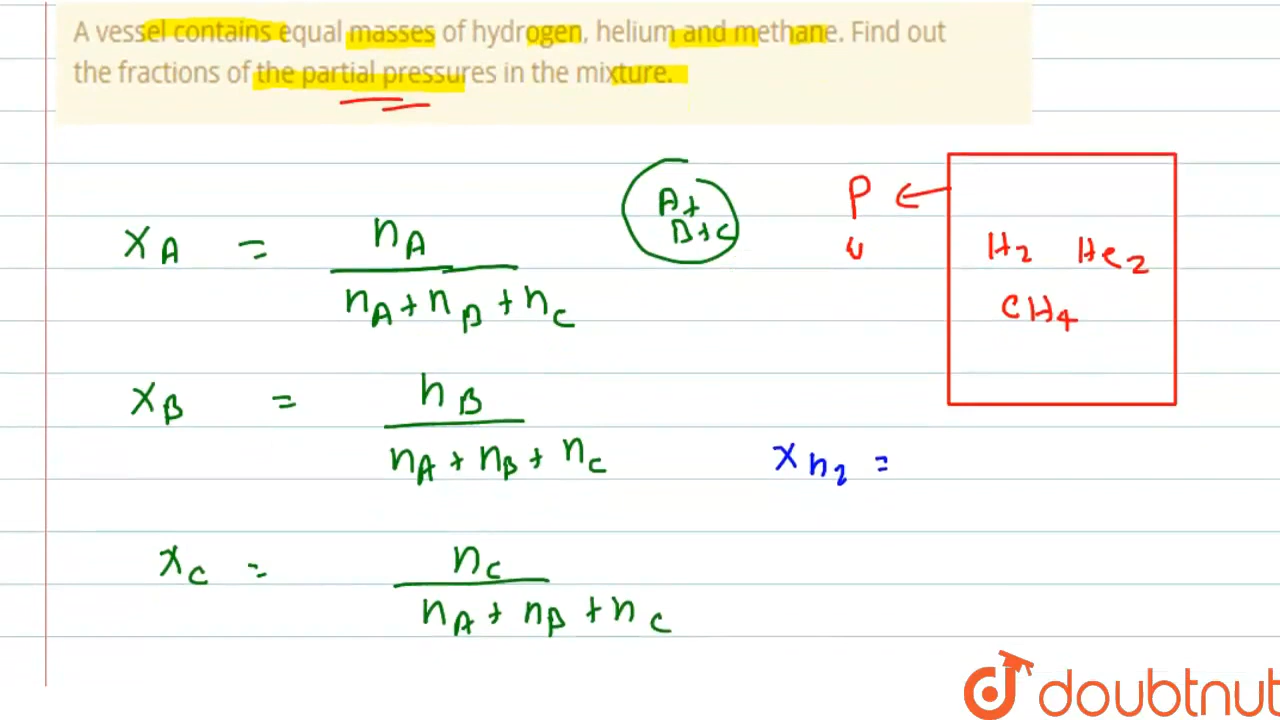 A vessel contains equal masses of hydrogen, helium and methane. Find out
the fractions of the partial pressures in the mixture.
A+
B+C
P
H2 He2
CH4
xA = nA / nA + nB + nC
xB = nB / nA + nB + nC
xh2 =
xC = nC / nA + nB + nC
doubtnut